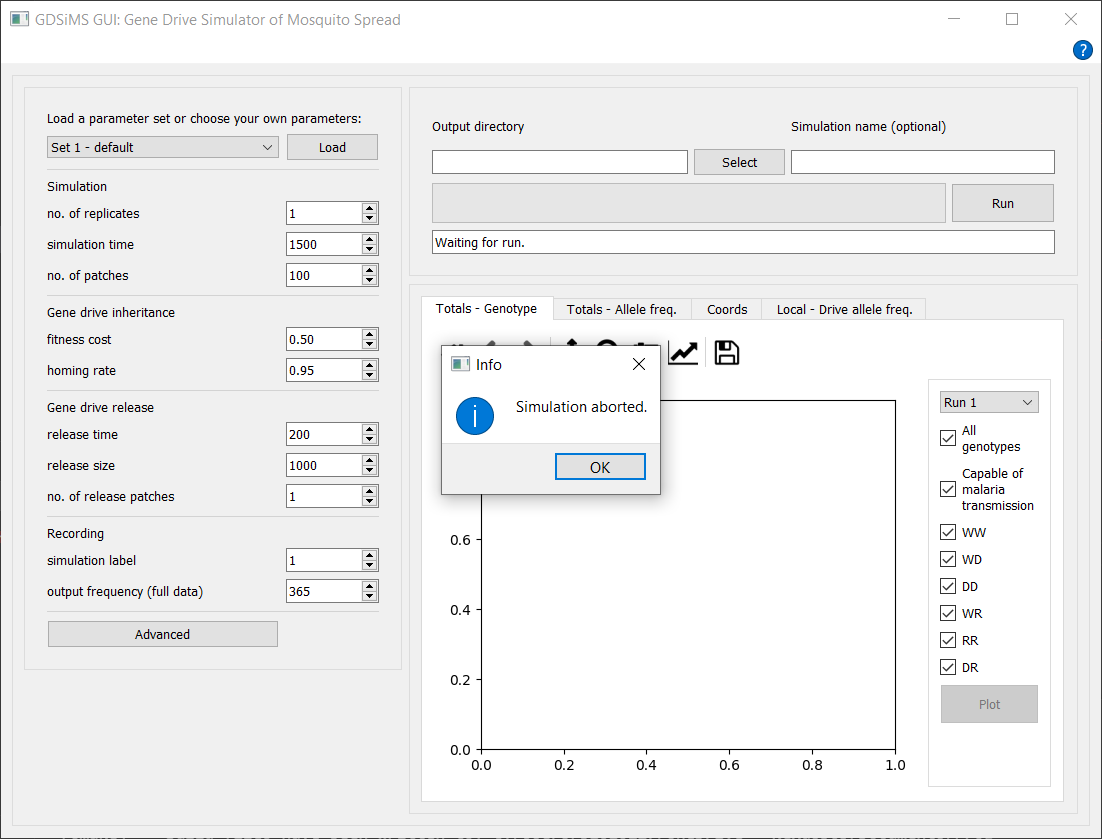 GDSiMS GUI: Gene Drive Simulator of Mosquito Spread
?
Load a parameter set or choose your own parameters:
Set 1 - default
Load
Simulation
no. of replicates
1
simulation time
1500
no. of patches
100
Gene drive inheritance
fitness cost
0.50
homing rate
0.95
Gene drive release
release time
200
release size
1000
no. of release patches
1
Recording
simulation label
1
output frequency (full data)
365
Advanced
Output directory
Simulation name (optional)
Select
Run
Waiting for run.
Totals - Genotype
Totals - Allele freq.
Coords
Local - Drive allele freq.
Info
Simulation aborted.
OK
0.6
0.4
0.2
0.0
0.0
0.2
0.4
0.6
0.8
1.0
Run 1
All
genotypes
Capable of
malaria
transmission
WW
WD
DD
WR
RR
DR
Plot